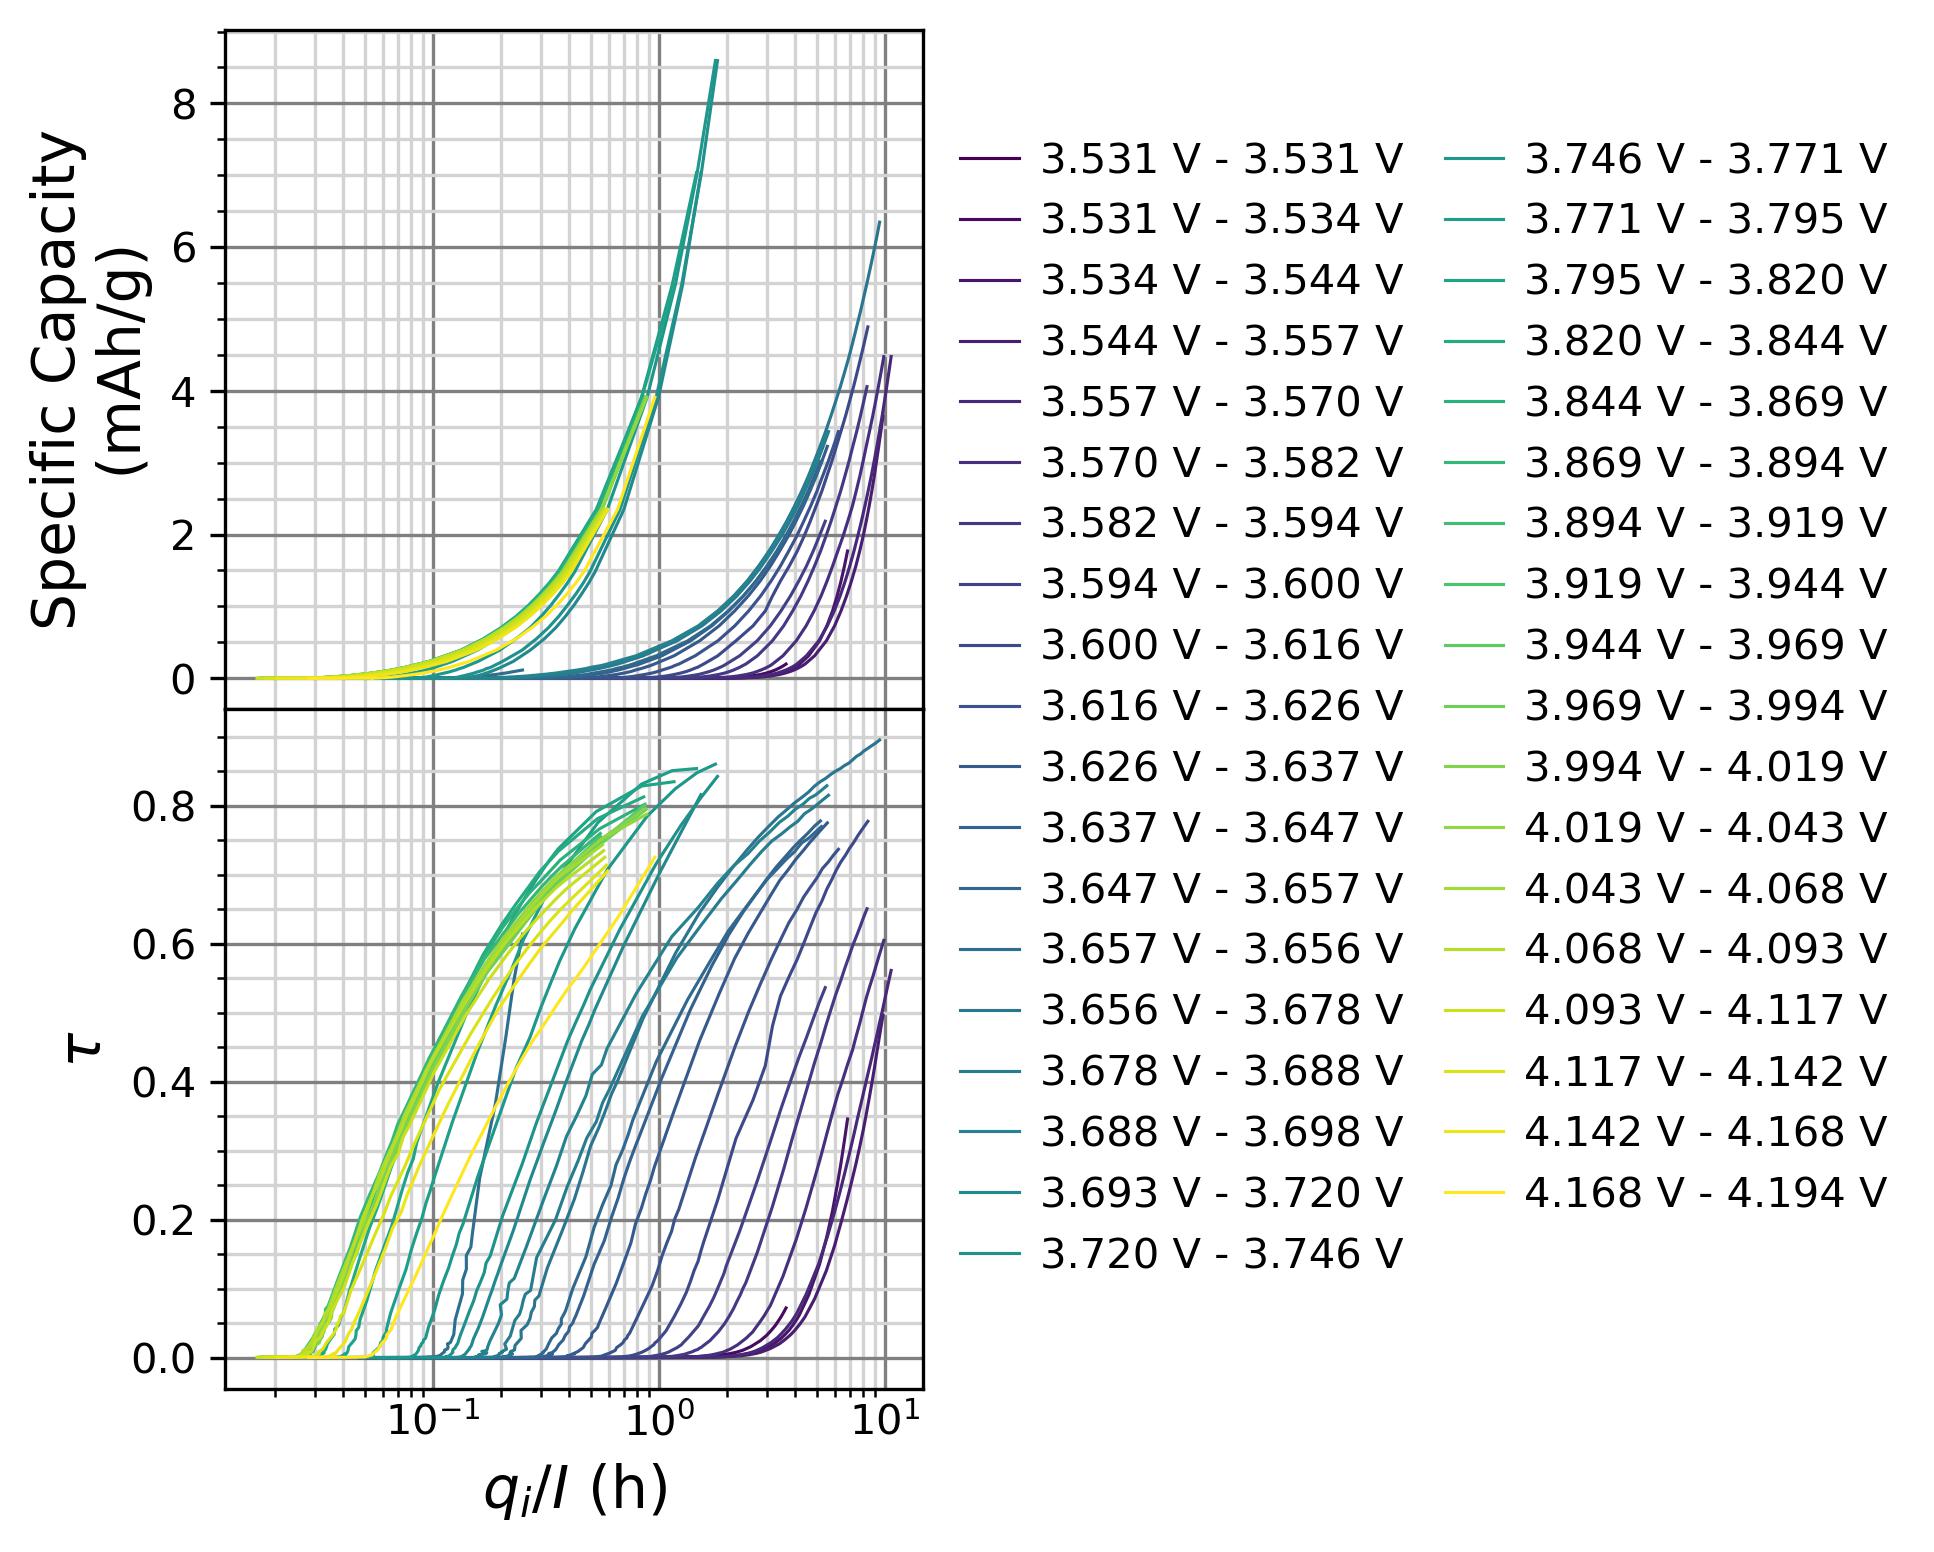 Specific Capacity
(mAh/g)
8
6
4
2
0
τ
0.8
0.6
0.4
0.2
0.0
10⁻¹ 10⁰ 10¹
qᵢ/I (h)
3.531 V - 3.531 V
3.531 V - 3.534 V
3.534 V - 3.544 V
3.544 V - 3.557 V
3.557 V - 3.570 V
3.570 V - 3.582 V
3.582 V - 3.594 V
3.594 V - 3.600 V
3.600 V - 3.616 V
3.616 V - 3.626 V
3.626 V - 3.637 V
3.637 V - 3.647 V
3.647 V - 3.657 V
3.657 V - 3.656 V
3.656 V - 3.678 V
3.678 V - 3.688 V
3.688 V - 3.698 V
3.693 V - 3.720 V
3.720 V - 3.746 V
3.746 V - 3.771 V
3.771 V - 3.795 V
3.795 V - 3.820 V
3.820 V - 3.844 V
3.844 V - 3.869 V
3.869 V - 3.894 V
3.894 V - 3.919 V
3.919 V - 3.944 V
3.944 V - 3.969 V
3.969 V - 3.994 V
3.994 V - 4.019 V
4.019 V - 4.043 V
4.043 V - 4.068 V
4.068 V - 4.093 V
4.093 V - 4.117 V
4.117 V - 4.142 V
4.142 V - 4.168 V
4.168 V - 4.194 V